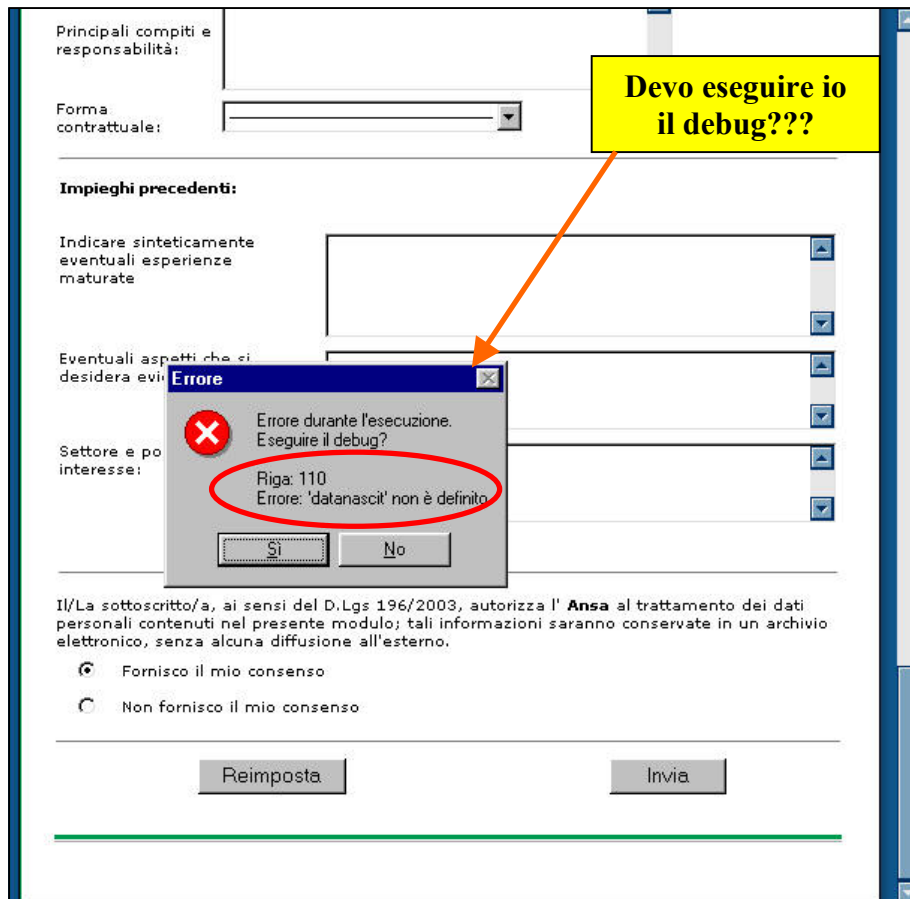 Principali compiti e
responsabilità:
Devo eseguire io
il debug???
Forma
contrattuale:
Impieghi precedenti:
Indicare sinteticamente
eventuali esperienze
maturate
Eventuali aspetti che si
desidera evi
Errore
Errore durante l'esecuzione.
Eseguire il debug?
Settore e po
interesse:
Riga: 110
Errore: 'datanascit' non è definito
Sì No
Il/La sottoscritto/a, ai sensi del D.Lgs 196/2003, autorizza l' Ansa al trattamento dei dati
personali contenuti nel presente modulo; tali informazioni saranno conservate in un archivio
elettronico, senza alcuna diffusione all'esterno.
Fornisco il mio consenso
Non fornisco il mio consenso
Reimposta Invia